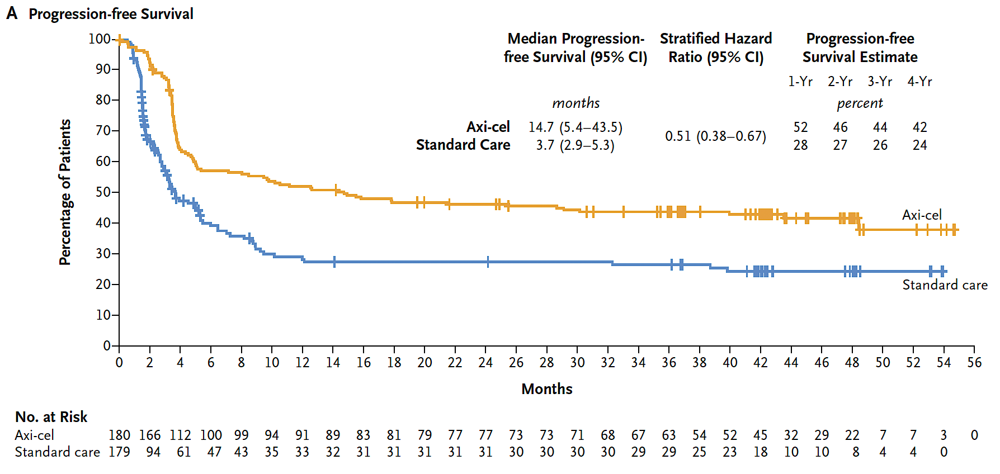 A Progression-free Survival
Median Progression-free Survival (95% CI)
Stratified Hazard Ratio (95% CI)
Progression-free Survival Estimate
1-Yr 2-Yr 3-Yr 4-Yr
months percent
Axi-cel 14.7 (5.4–43.5) 52 46 44 42
0.51 (0.38–0.67)
Standard Care 3.7 (2.9–5.3) 28 27 26 24
Percentage of Patients
100
90
80
70
60
50
40
30
20
10
0
Axi-cel
Standard care
0 2 4 6 8 10 12 14 16 18 20 22 24 26 28 30 32 34 36 38 40 42 44 46 48 50 52 54 56
Months
No. at Risk
Axi-cel 180 166 112 100 99 94 91 89 83 81 79 77 77 73 73 71 68 67 63 54 52 45 32 29 22 7 7 3 0
Standard care 179 94 61 47 43 35 33 32 31 31 31 31 31 30 30 30 30 29 29 25 23 18 10 10 8 4 4 0